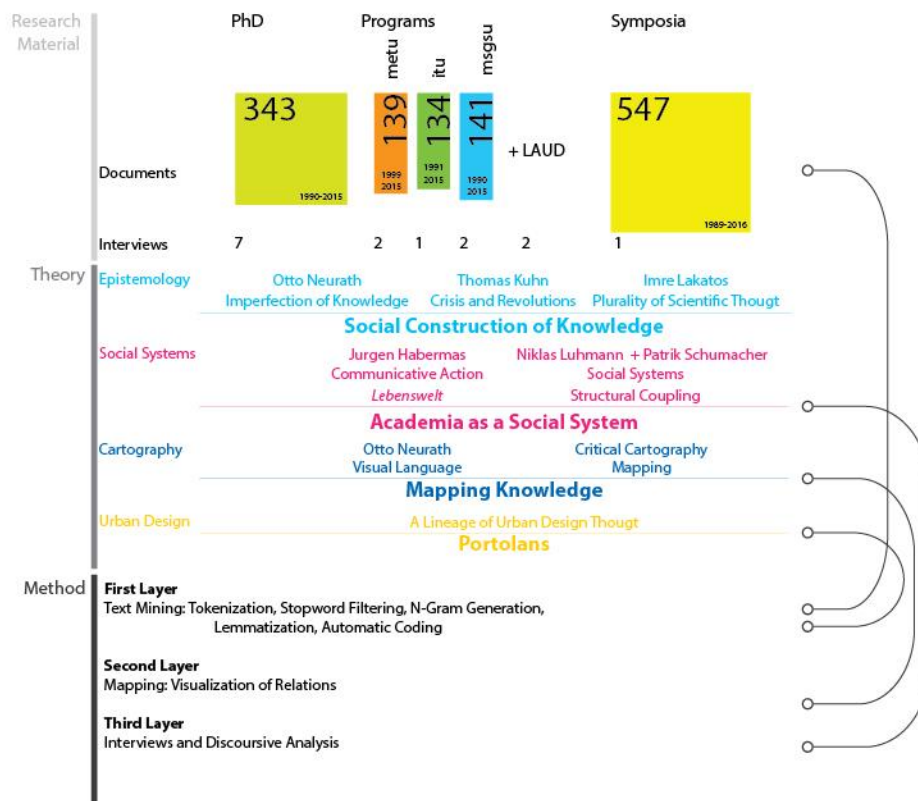 Research
Material
PhD
Programs
Symposia
metu
itu
msgsu
343
139
134
141
547
+ LAUD
Documents
1990-2015
1999
2015
1991
2015
1990
2015
1989-2016
Interviews
7
2
1
2
2
1
Theory
Epistemology
Otto Neurath
Thomas Kuhn
Imre Lakatos
Imperfection of Knowledge
Crisis and Revolutions
Plurality of Scientific Thougt
Social Construction of Knowledge
Social Systems
Jurgen Habermas
Niklas Luhmann + Patrik Schumacher
Communicative Action
Social Systems
Lebenswelt
Structural Coupling
Academia as a Social System
Cartography
Otto Neurath
Critical Cartography
Visual Language
Mapping
Mapping Knowledge
Urban Design
A Lineage of Urban Design Thougt
Portolans
Method
First Layer
Text Mining: Tokenization, Stopword Filtering, N-Gram Generation,
Lemmatization, Automatic Coding
Second Layer
Mapping: Visualization of Relations
Third Layer
Interviews and Discoursive Analysis